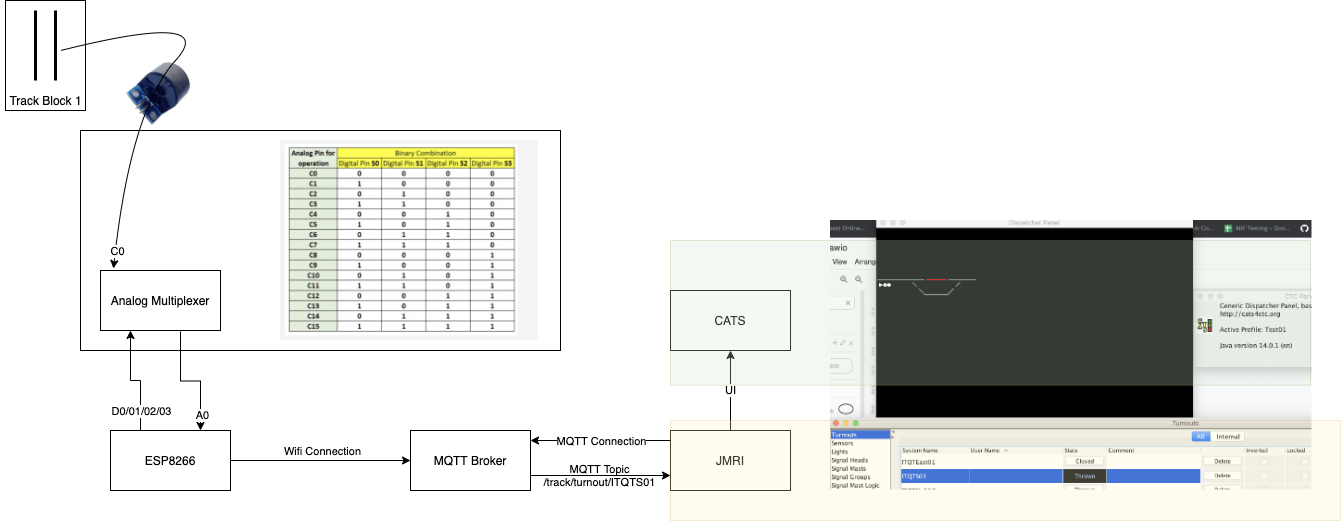 Track Block 1
Analog Pin for operation
Binary Combination
Digital Pin S0 Digital Pin S1 Digital Pin S2 Digital Pin S3
C0 0 0 0 0
C1 1 0 0 0
C2 0 1 0 0
C3 1 1 0 0
C4 0 0 1 0
C5 1 0 1 0
C6 0 1 1 0
C7 1 1 1 0
C8 0 0 0 1
C9 1 0 0 1
C10 0 1 0 1
C11 1 1 0 1
C12 0 0 1 1
C13 1 0 1 1
C14 0 1 1 1
C15 1 1 1 1
C0
Analog Multiplexer
D0/01/02/03
A0
ESP8266
Wifi Connection
MQTT Broker
MQTT Connection
MQTT Topic
/track/turnout/ITQTS01
JMRI
UI
CATS
Dispatcher Panel
Online...
NIF Testing - Goo...
awio
View Arrang
CTC Pane
Generic Dispatcher Panel, bas
http://cats4ctc.org
Active Profile: Test01
Java version 14.0.1 (en)
Turnouts
Turnouts
Sensors
Lights
Signal Heads
Signal Masts
Signal Groups
Signal Mast Logic
All Internal
System Name User Name State Comment Inverted Locked
ITQTEast01 Closed Delete
ITQTS01 Thrown Delete